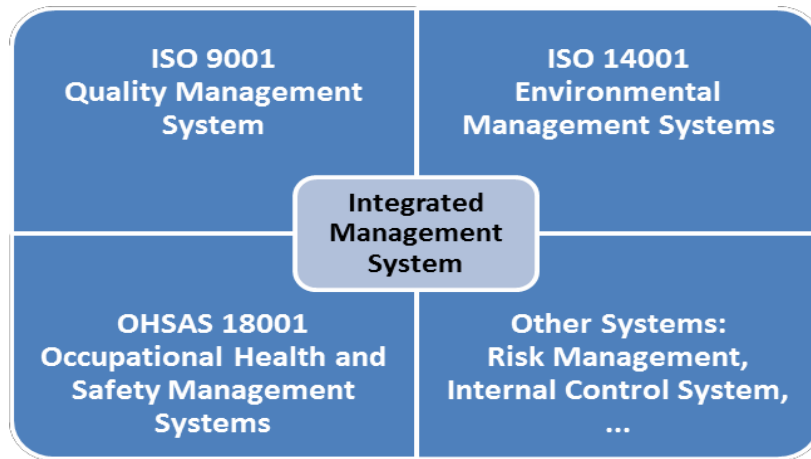 ISO 9001
Quality Management
System
ISO 14001
Environmental
Management Systems
Integrated
Management
System
OHSAS 18001
Occupational Health and
Safety Management
Systems
Other Systems:
Risk Management,
Internal Control System,
...